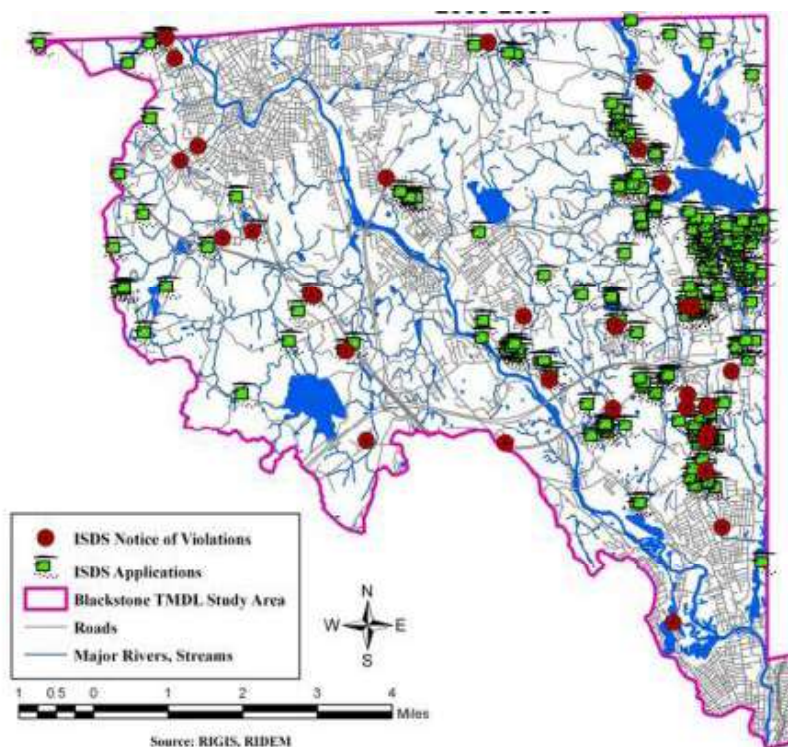 ISDS Notice of Violations
ISDS Applications
Blackstone TMDL Study Area
Roads
Major Rivers, Streams
N
W E
S
1 0.5 0 1 2 3 4
Miles
Source: RIGIS, RIDEM